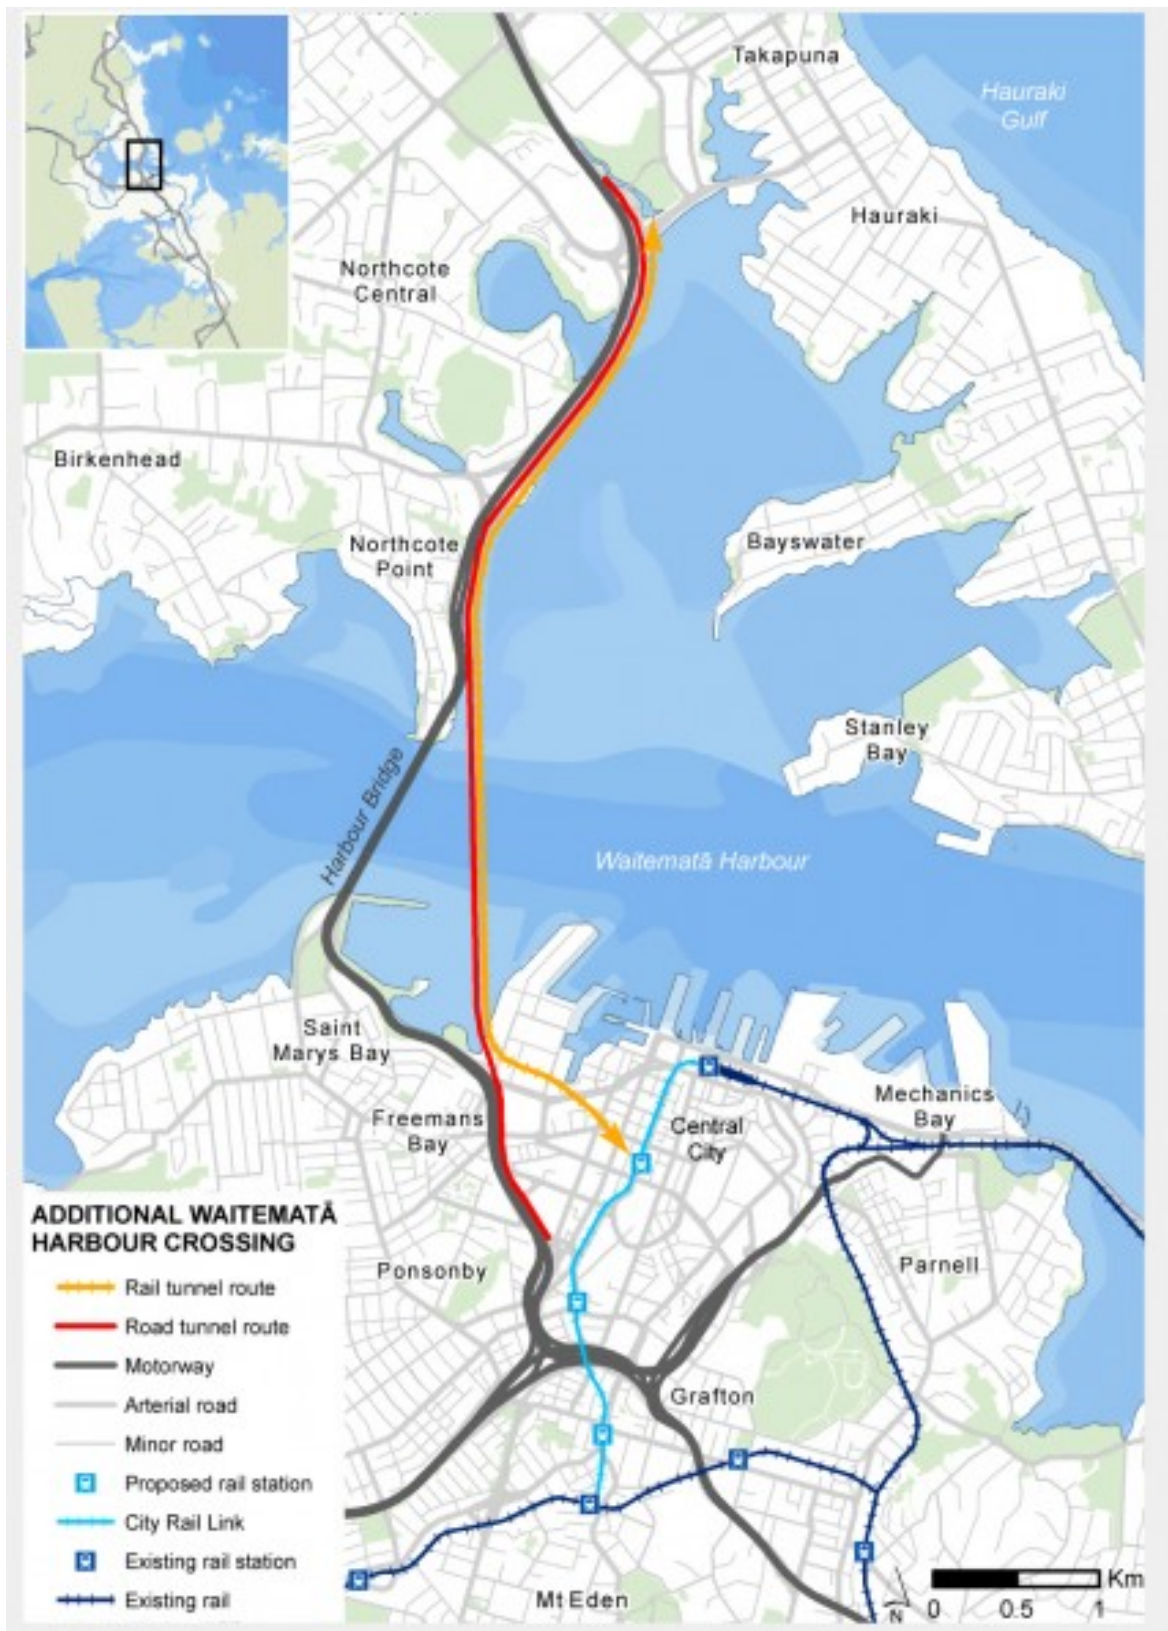 Takapuna
Hauraki
Gulf
Hauraki
Northcote
Central
Birkenhead
Northcote
Point
Bayswater
Stanley
Bay
Harbour Bridge
Waitematā Harbour
Saint
Marys Bay
Mechanics
Bay
Freemans
Bay
Central
City
ADDITIONAL WAITEMATĀ
HARBOUR CROSSING
Ponsonby
Parnell
Rail tunnel route
Road tunnel route
Motorway
Arterial road
Grafton
Minor road
Proposed rail station
City Rail Link
Existing rail station
Existing rail
Mt Eden
Km
N
0 0.5 1